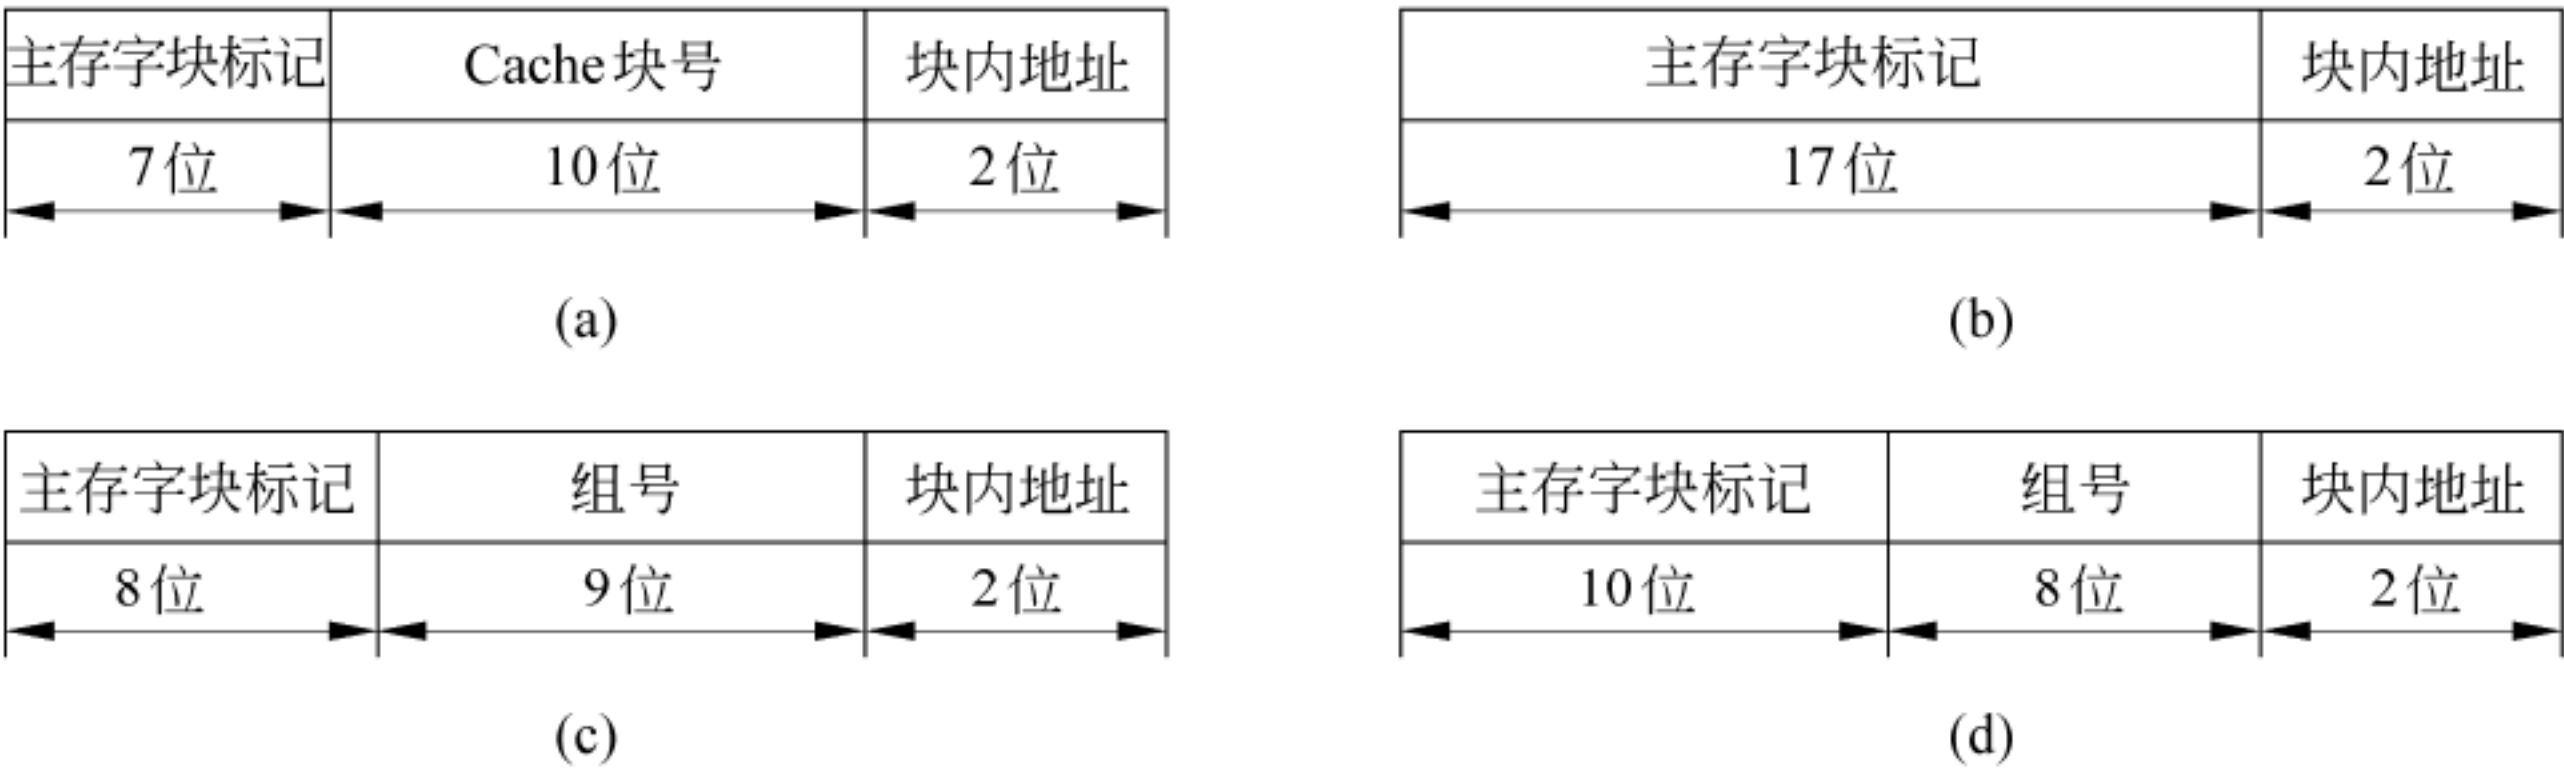 主存字块标记 Cache块号 块内地址
7位 10位 2位
(a)
主存字块标记 块内地址
17位 2位
(b)
主存字块标记 组号 块内地址
8位 9位 2位
(c)
主存字块标记 组号 块内地址
10位 8位 2位
(d)